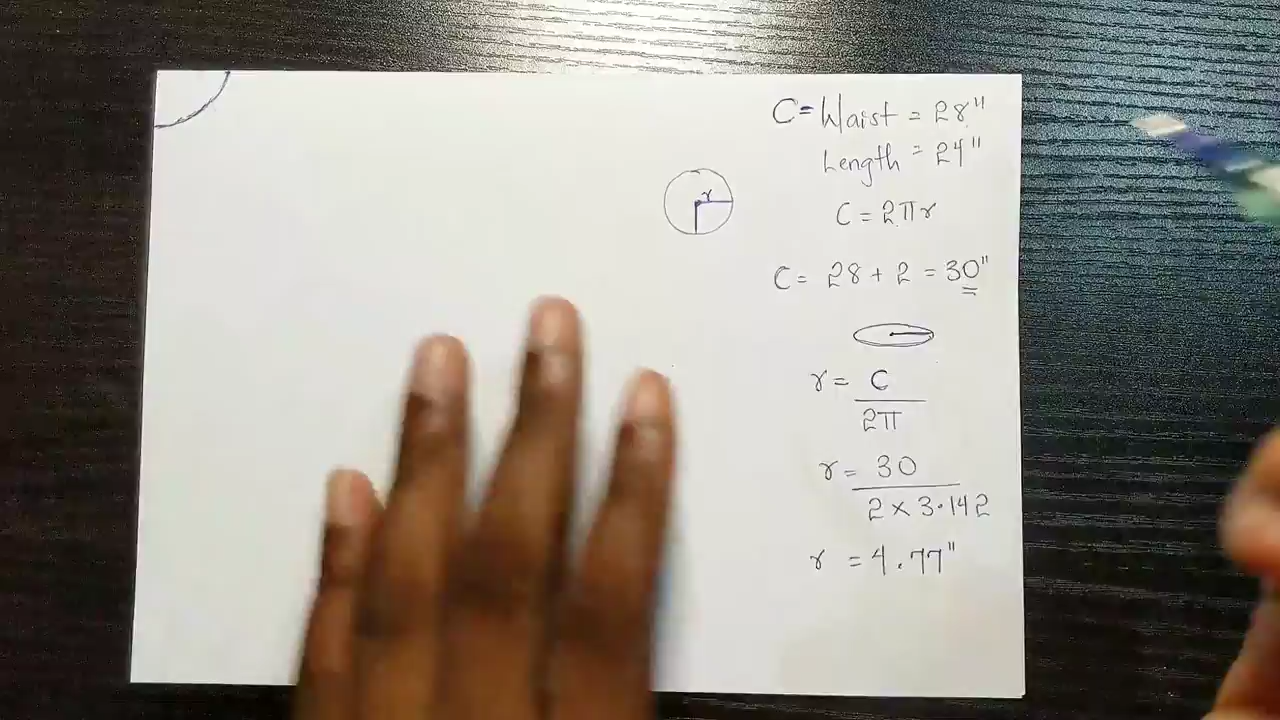 C = Waist = 28"
Length = 24"
r
C = 2πr
C = 28 + 2 = 30"
r = C
2π
r = 30
2 × 3.142
r = 4.77"